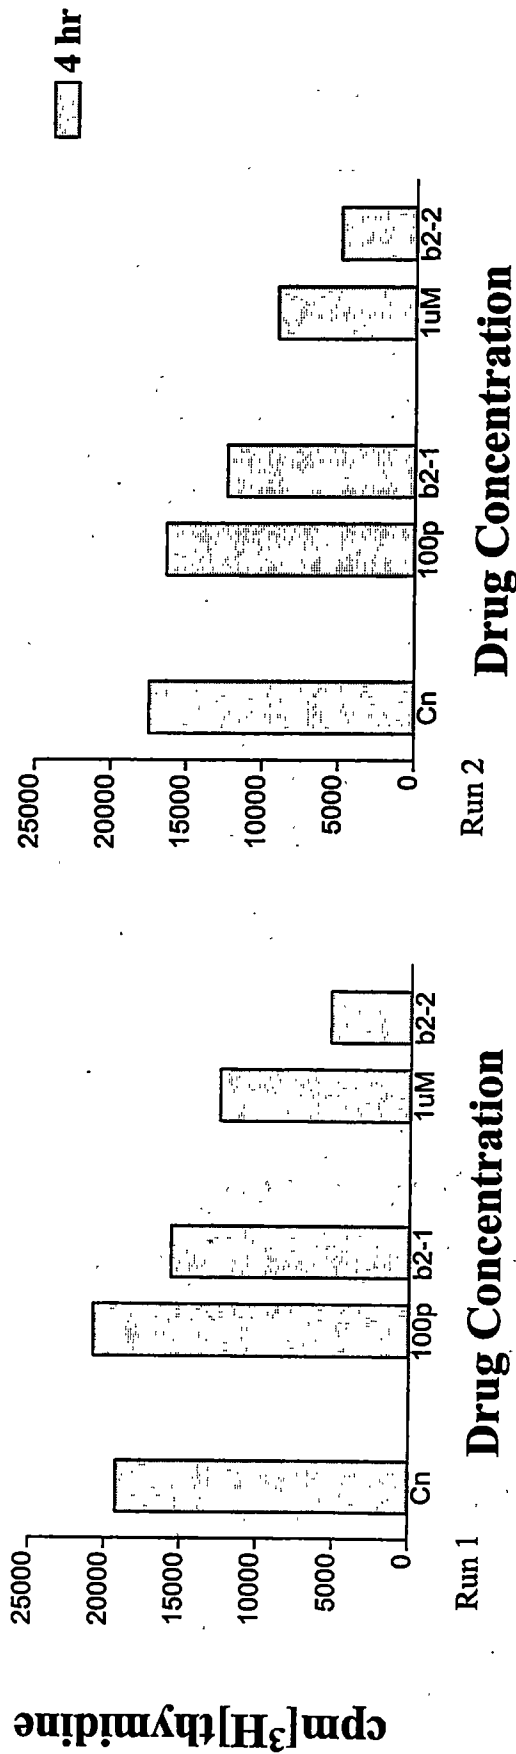 cpm[³H]thymidine
25000
20000
15000
10000
5000
0
Cn
100p
b2-1
1uM
b2-2
Drug Concentration
Run 1
25000
20000
15000
10000
5000
0
Cn
100p
b2-1
1uM
b2-2
Drug Concentration
Run 2
4 hr